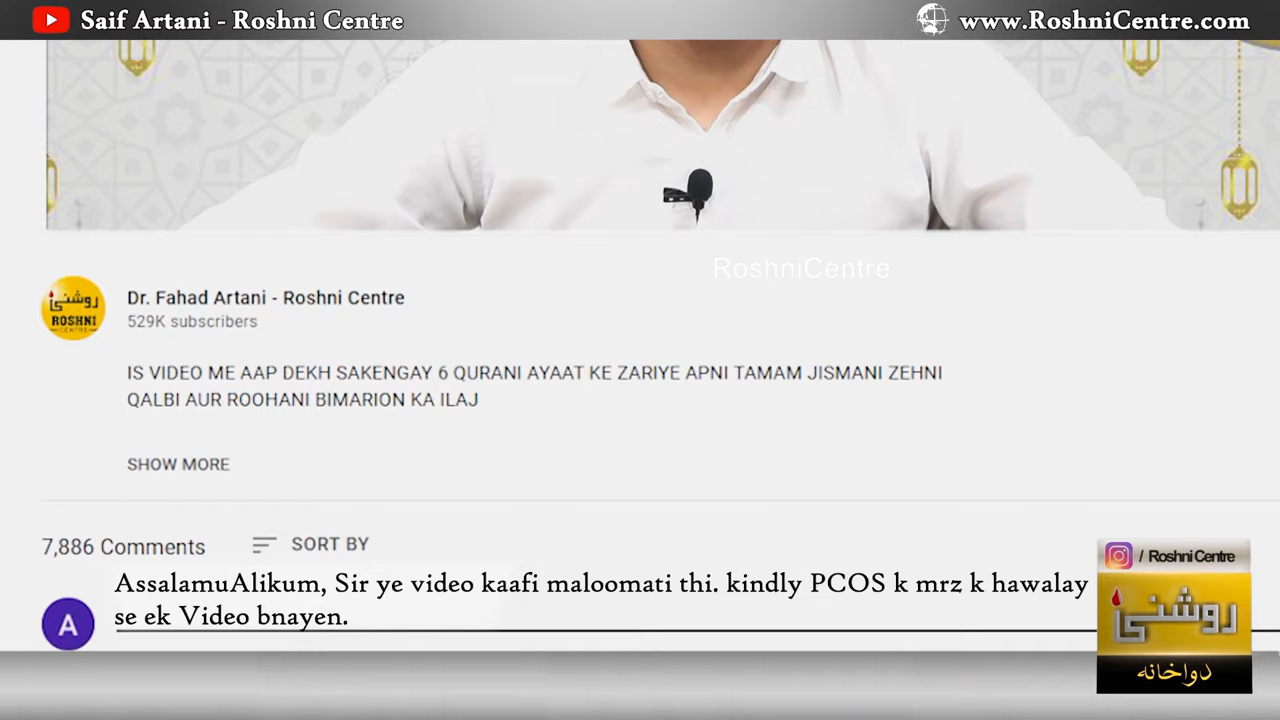 Saif Artani - Roshni Centre
www.RoshniCentre.com
RoshniCentre
روشنی
ROSHNI
CENTRE
Dr. Fahad Artani - Roshni Centre
529K subscribers
IS VIDEO ME AAP DEKH SAKENGAY 6 QURANI AYAAT KE ZARIYE APNI TAMAM JISMANI ZEHNI
QALBI AUR ROOHANI BIMARION KA ILAJ
SHOW MORE
7,886 Comments
SORT BY
A
AssalamuAlikum, Sir ye video kaafi maloomati thi. kindly PCOS k mrz k hawalay
se ek Video bnayen.
/ Roshni Centre
روشنی
دواخانہ